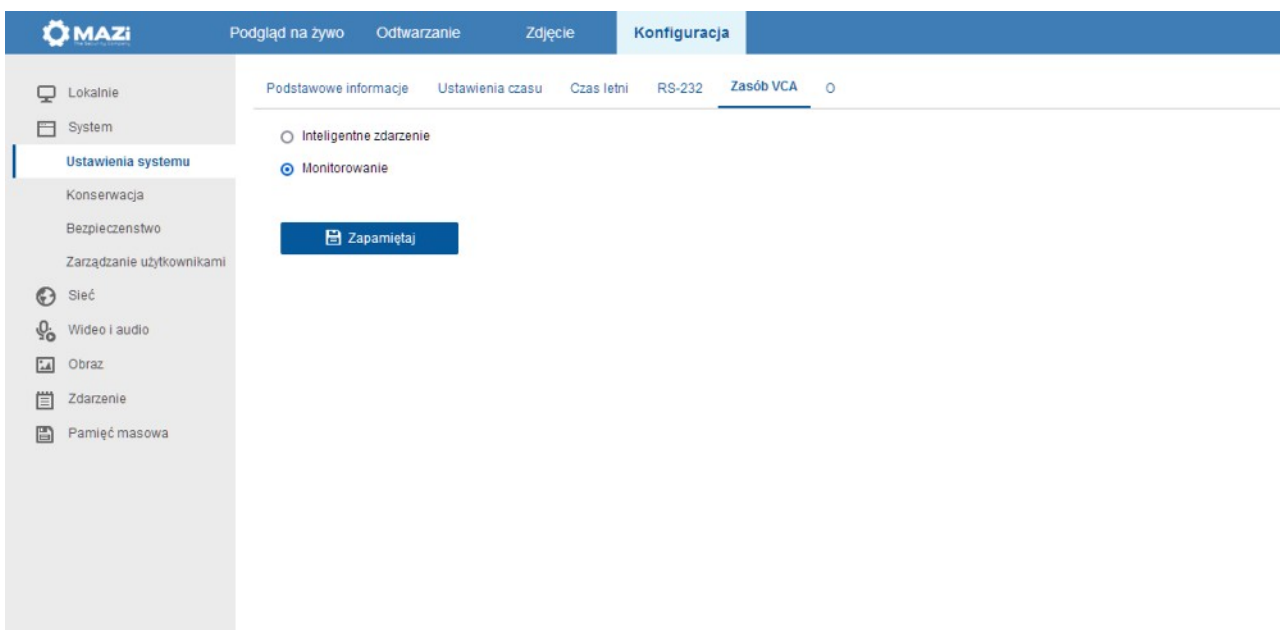 MAZi
Podgląd na żywo Odtwarzanie Zdjęcie Konfiguracja
Lokalnie
System
Ustawienia systemu
Konserwacja
Bezpieczenstwo
Zarządzanie użytkownikami
Sieć
Wideo i audio
Obraz
Zdarzenie
Pamięć masowa
Podstawowe informacje Ustawienia czasu Czas letni RS-232 Zasób VCA O
Inteligentne zdarzenie
Monitorowanie
Zapamiętaj